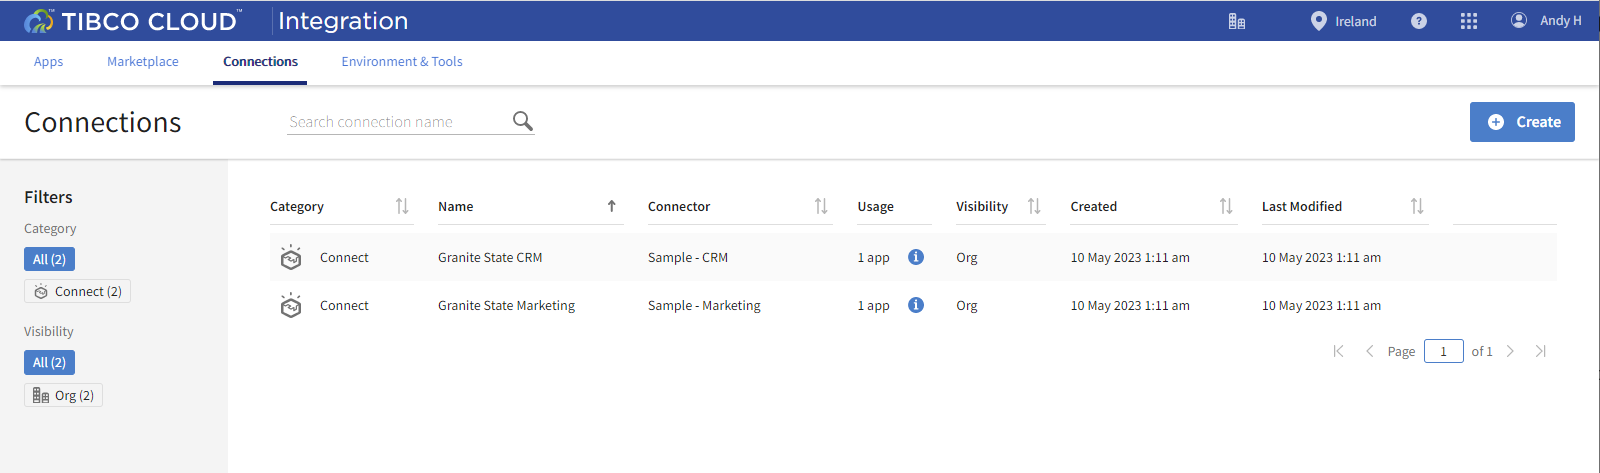 TIBCO CLOUD™ Integration
Ireland
Andy H
Apps Marketplace Connections Environment & Tools
Connections
Search connection name
Create
Filters
Category
All (2)
Connect (2)
Visibility
All (2)
Org (2)
Category Name Connector Usage Visibility Created Last Modified
Connect Granite State CRM Sample - CRM 1 app Org 10 May 2023 1:11 am 10 May 2023 1:11 am
Connect Granite State Marketing Sample - Marketing 1 app Org 10 May 2023 1:11 am 10 May 2023 1:11 am
Page 1 of 1